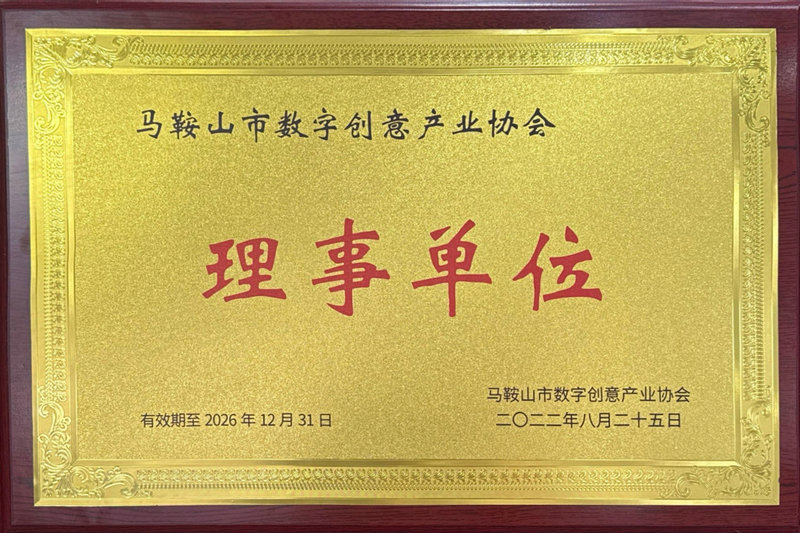 马鞍山市数字创意产业协会
理事单位
马鞍山市数字创意产业协会
有效期至 2026 年 12 月 31 日
二〇二二年八月二十五日